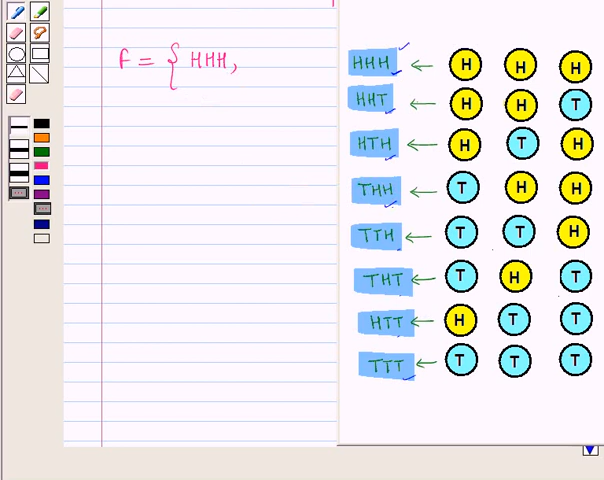 F = { HHH,
HHH ← H H H
HHT ← H H T
HTH ← H T H
THH ← T H H
TTH ← T T H
THT ← T H T
HTT ← H T T
TTT ← T T T